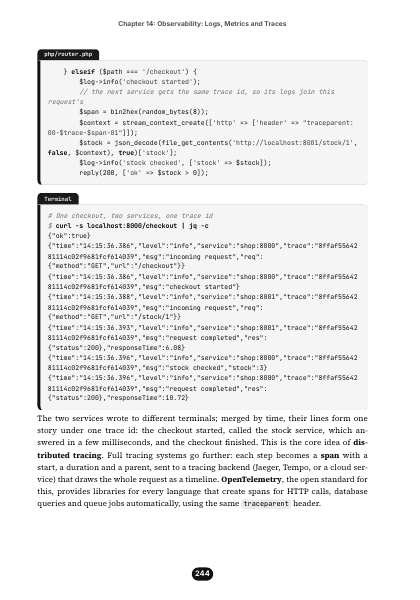 Chapter 14: Observability: Logs, Metrics and Traces
php/router.php
} elseif ($path === '/checkout') {
$log->info('checkout started');
// the next service gets the same trace id, so its logs join this
request's
$span = bin2hex(random_bytes(8));
$context = stream_context_create(['http' => ['header' => "traceparent:
00-$trace-$span-01"]]);
$stock = json_decode(file_get_contents('http://localhost:8001/stock/1',
false, $context), true)['stock'];
$log->info('stock checked', ['stock' => $stock]);
reply(200, ['ok' => $stock > 0]);
Terminal
# One checkout, two services, one trace id
$ curl -s localhost:8000/checkout | jq -c
{"ok":true}
{"time":"14:15:36.386","level":"info","service":"shop:8000","trace":"8ffaf55642
81114c02f9681fcf614039","msg":"incoming request","req":
{"method":"GET","url":"/checkout"}}
{"time":"14:15:36.386","level":"info","service":"shop:8000","trace":"8ffaf55642
81114c02f9681fcf614039","msg":"checkout started"}
{"time":"14:15:36.388","level":"info","service":"shop:8001","trace":"8ffaf55642
81114c02f9681fcf614039","msg":"incoming request","req":
{"method":"GET","url":"/stock/1"}}
{"time":"14:15:36.393","level":"info","service":"shop:8001","trace":"8ffaf55642
81114c02f9681fcf614039","msg":"request completed","res":
{"status":200},"responseTime":6.08}
{"time":"14:15:36.396","level":"info","service":"shop:8000","trace":"8ffaf55642
81114c02f9681fcf614039","msg":"stock checked","stock":3}
{"time":"14:15:36.396","level":"info","service":"shop:8000","trace":"8ffaf55642
81114c02f9681fcf614039","msg":"request completed","res":
{"status":200},"responseTime":18.72}
The two services wrote to different terminals; merged by time, their lines form one
story under one trace id: the checkout started, called the stock service, which an-
swered in a few milliseconds, and the checkout finished. This is the core idea of dis-
tributed tracing. Full tracing systems go further: each step becomes a span with a
start, a duration and a parent, sent to a tracing backend (Jaeger, Tempo, or a cloud ser-
vice) that draws the whole request as a timeline. OpenTelemetry, the open standard for
this, provides libraries for every language that create spans for HTTP calls, database
queries and queue jobs automatically, using the same traceparent header.
244